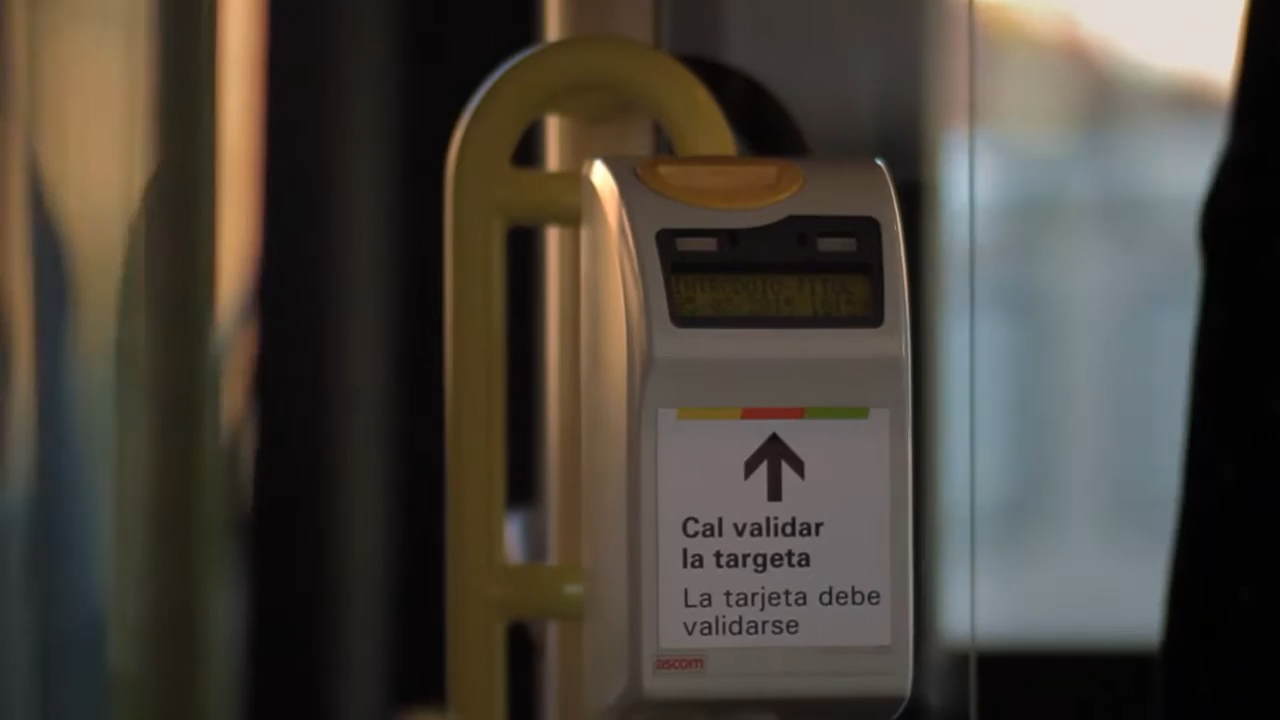 Cal validar
la targeta
La tarjeta debe
validarse
ascom